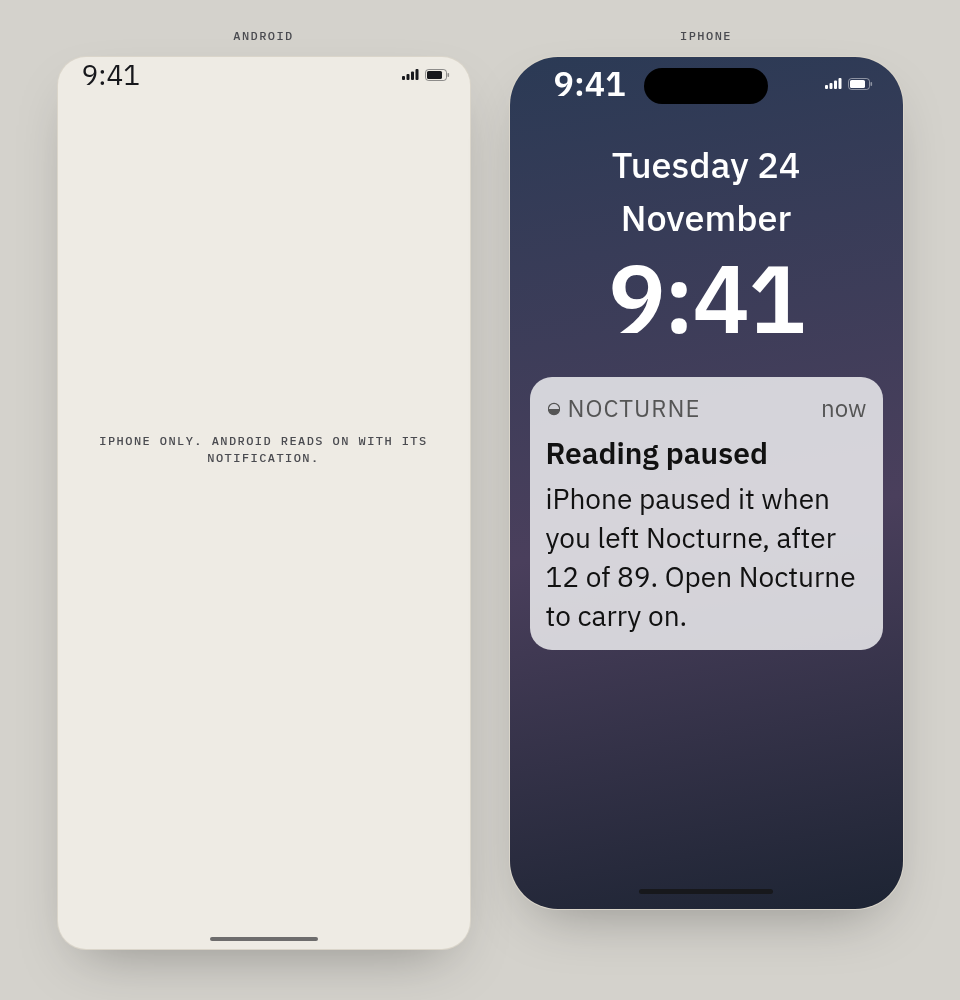 ANDROID
9:41
IPHONE ONLY. ANDROID READS ON WITH ITS
NOTIFICATION.
IPHONE
9:41
Tuesday 24
November
9:41
NOCTURNE now
Reading paused
iPhone paused it when
you left Nocturne, after
12 of 89. Open Nocturne
to carry on.